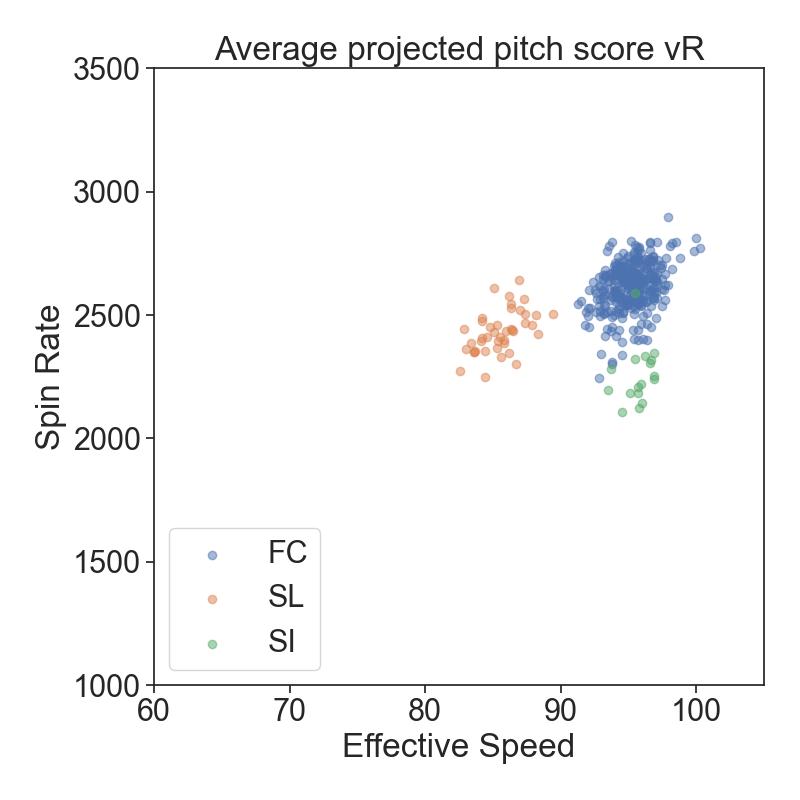 Average projected pitch score vR
3500
3000
2500
2000
1500
1000
Spin Rate
FC
SL
SI
60 70 80 90 100
Effective Speed